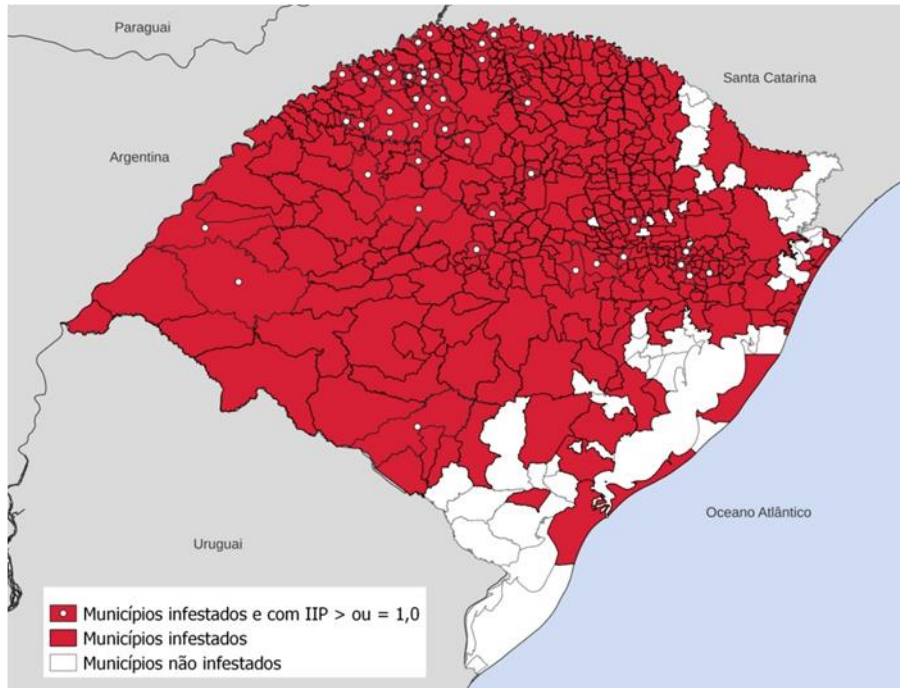 Paraguai
Santa Catarina
Argentina
Oceano Atlântico
Uruguai
Municípios infestados e com IIP > ou = 1,0
Municípios infestados
Municípios não infestados